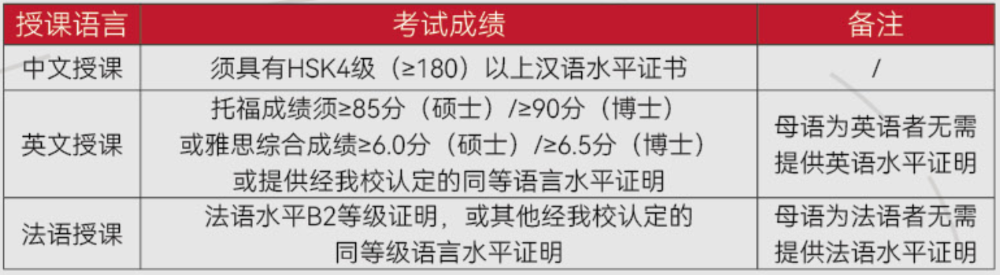 授课语言 考试成绩 备注
中文授课 须具有HSK4级（≥180）以上汉语水平证书 /
英文授课
托福成绩须≥85分（硕士）/≥90分（博士）
或雅思综合成绩≥6.0分（硕士）/≥6.5分（博士）
或提供经我校认定的同等语言水平证明
母语为英语者无需
提供英语水平证明
法语授课
法语水平B2等级证明，或其他经我校认定的
同等级语言水平证明
母语为法语者无需
提供法语水平证明